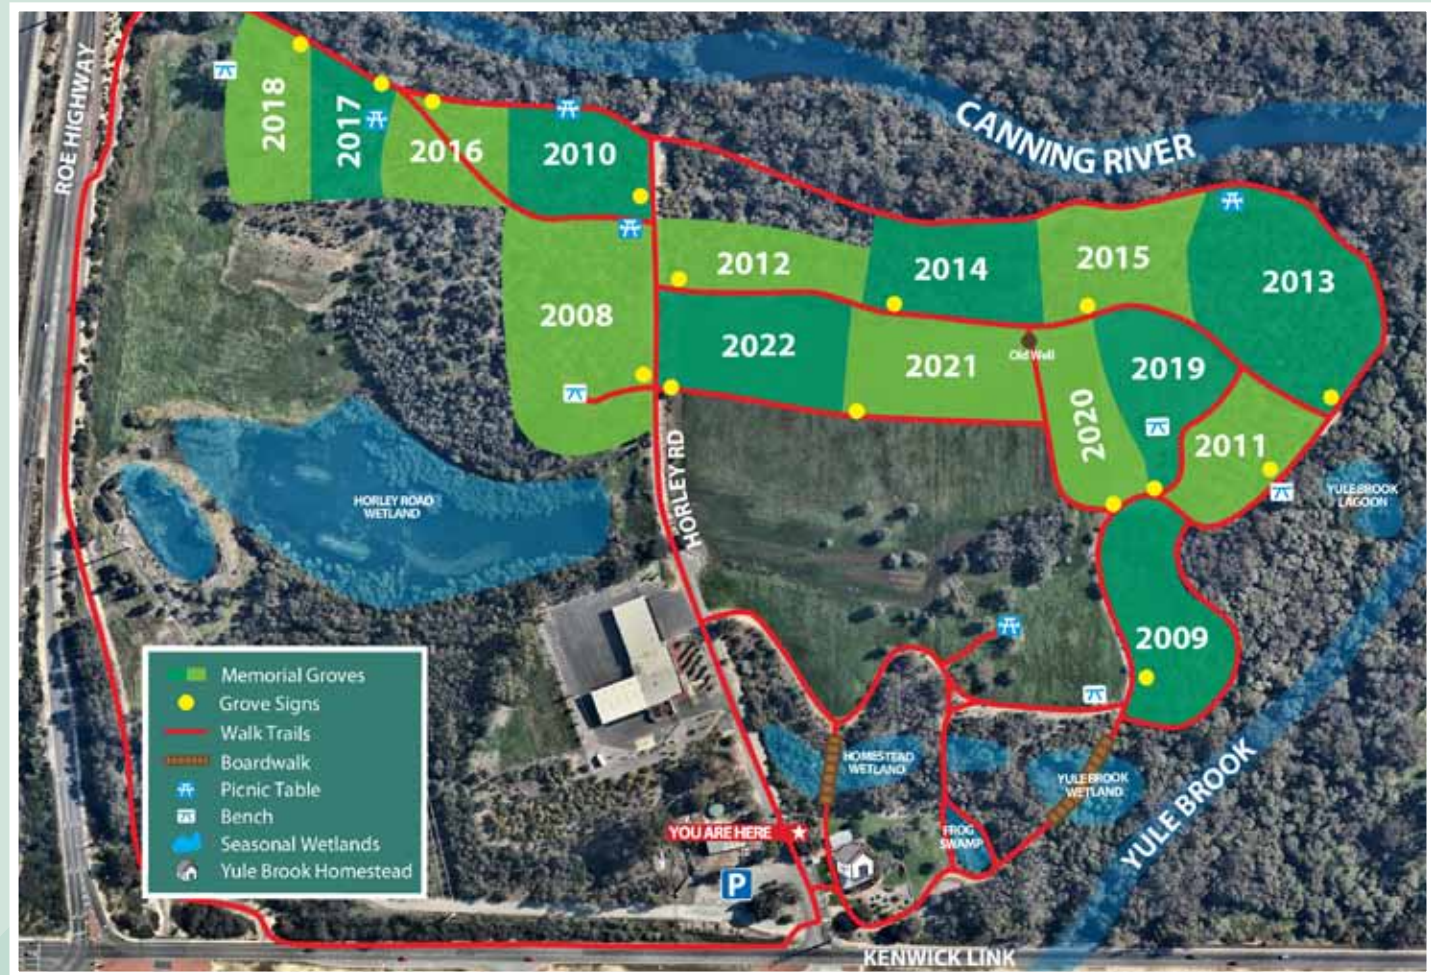 ROE HIGHWAY
CANNING RIVER
2018
2017
2016
2010
2012
2014
2015
2013
2008
2022
2021
Old Well
2019
2020
2011
HORLEY RD
HORLEY ROAD
WETLAND
YULE BROOK
LAGOON
2009
Memorial Groves
Grove Signs
Walk Trails
Boardwalk
Picnic Table
Bench
Seasonal Wetlands
Yule Brook Homestead
HOMESTEAD
WETLAND
YULE BROOK
WETLAND
YULE BROOK
FROG
SWAMP
YOU ARE HERE
P
KENWICK LINK